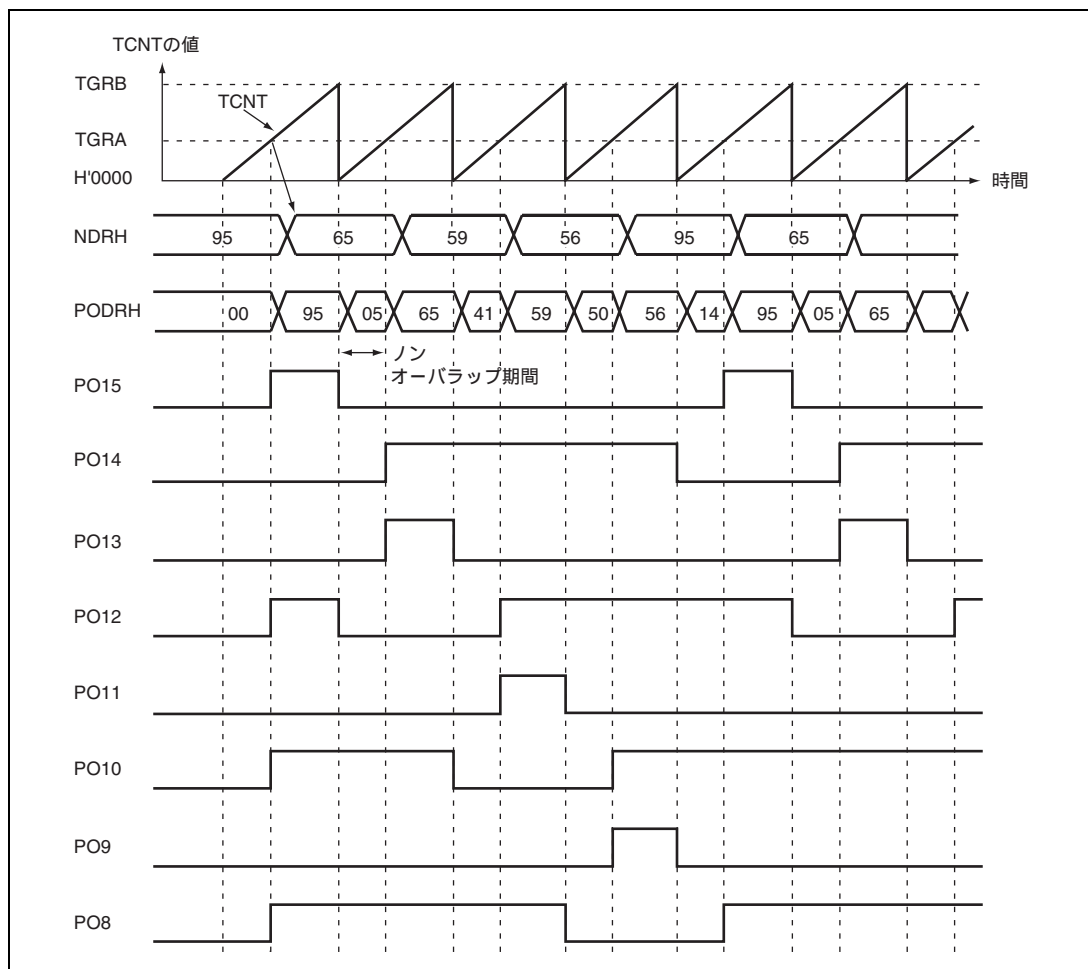 TCNTの値
TGRB
TCNT
TGRA
H'0000
時間
NDRH 95 65 59 56 95 65
PODRH 00 95 05 65 41 59 50 56 14 95 05 65
ノン
オーバラップ期間
PO15
PO14
PO13
PO12
PO11
PO10
PO9
PO8